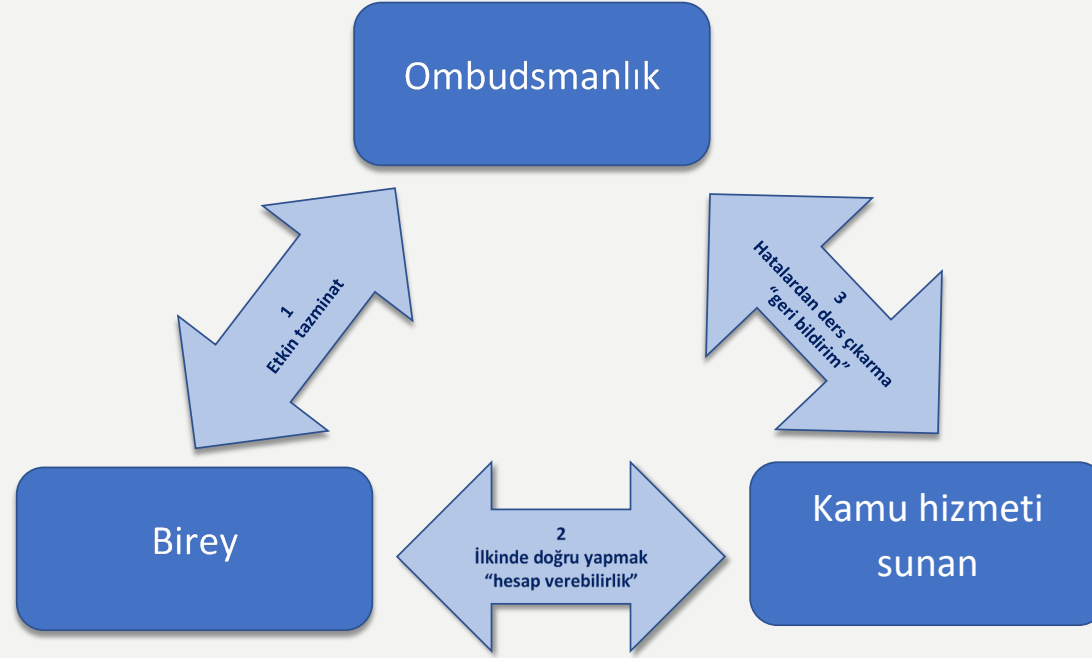 Ombudsmanlık
1
Etkin tazminat
3
Hatalardan ders çıkarma
“geri bildirim”
Birey
2
İlkinde doğru yapmak
“hesap verebilirlik”
Kamu hizmeti
sunan